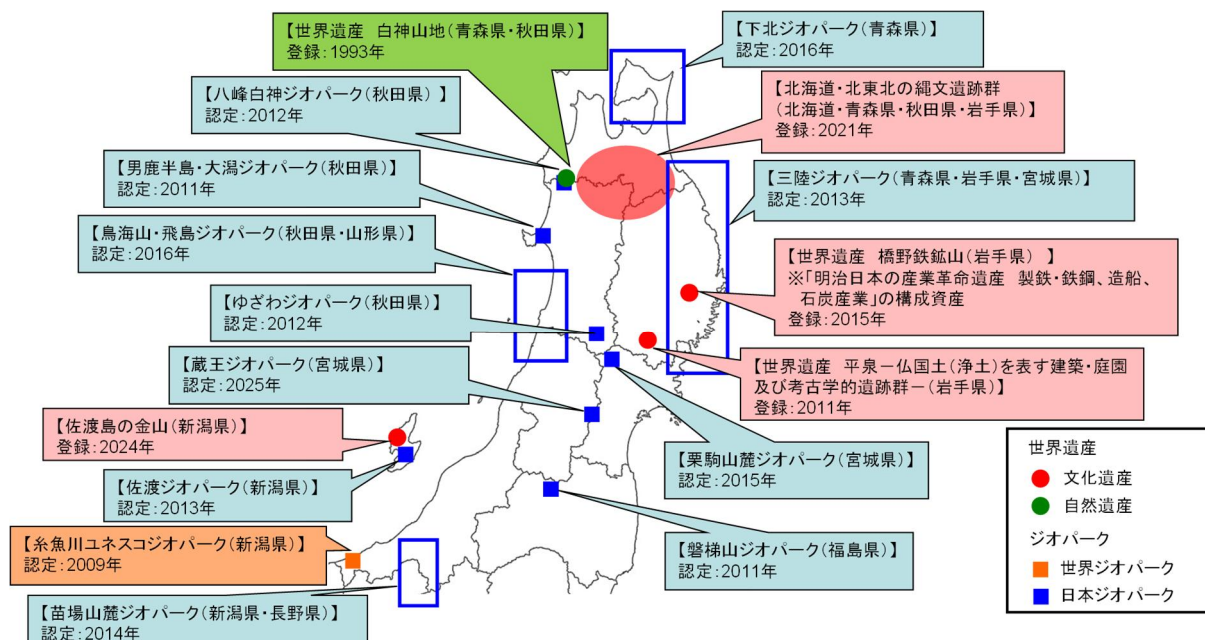 【世界遺産 白神山地(青森県・秋田県)】
登録:1993年
【下北ジオパーク(青森県)】
認定:2016年
【八峰白神ジオパーク(秋田県)】
認定:2012年
【北海道・北東北の縄文遺跡群
(北海道・青森県・秋田県・岩手県)】
登録:2021年
【男鹿半島・大潟ジオパーク(秋田県)】
認定:2011年
【三陸ジオパーク(青森県・岩手県・宮城県)】
認定:2013年
【鳥海山・飛島ジオパーク(秋田県・山形県)】
認定:2016年
【世界遺産 橋野鉄鉱山(岩手県) 】
※「明治日本の産業革命遺産 製鉄・鉄鋼、造船、
石炭産業」の構成資産
登録:2015年
【ゆざわジオパーク(秋田県)】
認定:2012年
【蔵王ジオパーク(宮城県)】
認定:2025年
【世界遺産 平泉-仏国土(浄土)を表す建築・庭園
及び考古学的遺跡群-(岩手県)】
登録:2011年
【佐渡島の金山(新潟県)】
登録:2024年
【栗駒山麓ジオパーク(宮城県)】
認定:2015年
【佐渡ジオパーク(新潟県)】
認定:2013年
【糸魚川ユネスコジオパーク(新潟県)】
認定:2009年
【磐梯山ジオパーク(福島県)】
認定:2011年
【苗場山麓ジオパーク(新潟県・長野県)】
認定:2014年
世界遺産
文化遺産
自然遺産
ジオパーク
世界ジオパーク
日本ジオパーク